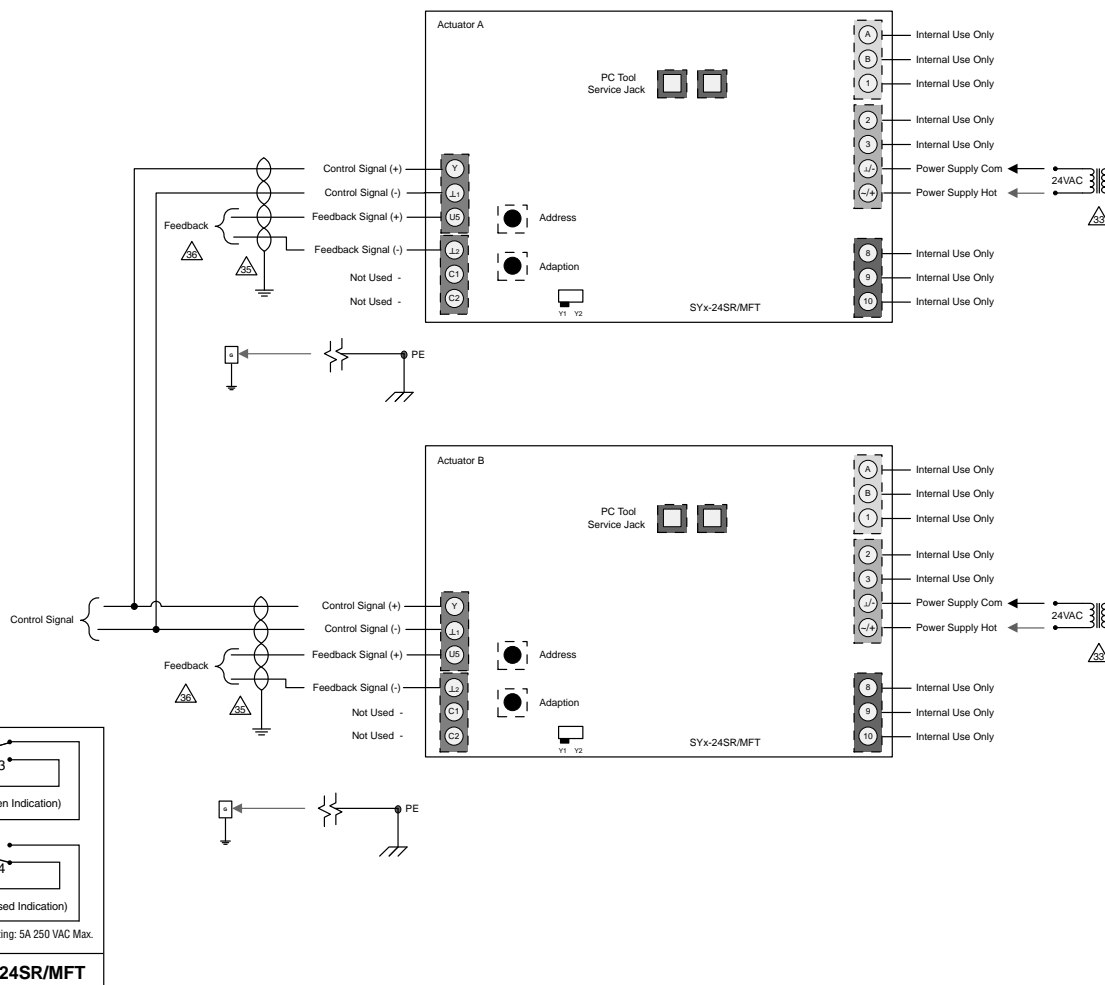 Actuator A
PC Tool
Service Jack
A Internal Use Only
B Internal Use Only
1 Internal Use Only
2 Internal Use Only
3 Internal Use Only
⊥/- Power Supply Com
~/+ Power Supply Hot
24VAC
33
8 Internal Use Only
9 Internal Use Only
10 Internal Use Only
Control Signal (+) Y
Control Signal (-) ⊥1
Feedback Signal (+) U5
Feedback Signal (-) ⊥2
Not Used - C1
Not Used - C2
Feedback
36
35
Address
Adaption
Y1 Y2
SYx-24SR/MFT
G
PE
Actuator B
PC Tool
Service Jack
A Internal Use Only
B Internal Use Only
1 Internal Use Only
2 Internal Use Only
3 Internal Use Only
⊥/- Power Supply Com
~/+ Power Supply Hot
24VAC
33
8 Internal Use Only
9 Internal Use Only
10 Internal Use Only
Control Signal
Control Signal (+) Y
Control Signal (-) ⊥1
Feedback Signal (+) U5
Feedback Signal (-) ⊥2
Not Used - C1
Not Used - C2
Feedback
36
35
Address
Adaption
Y1 Y2
SYx-24SR/MFT
G
PE
3
en Indication)
4
sed Indication)
ting: 5A 250 VAC Max.
24SR/MFT